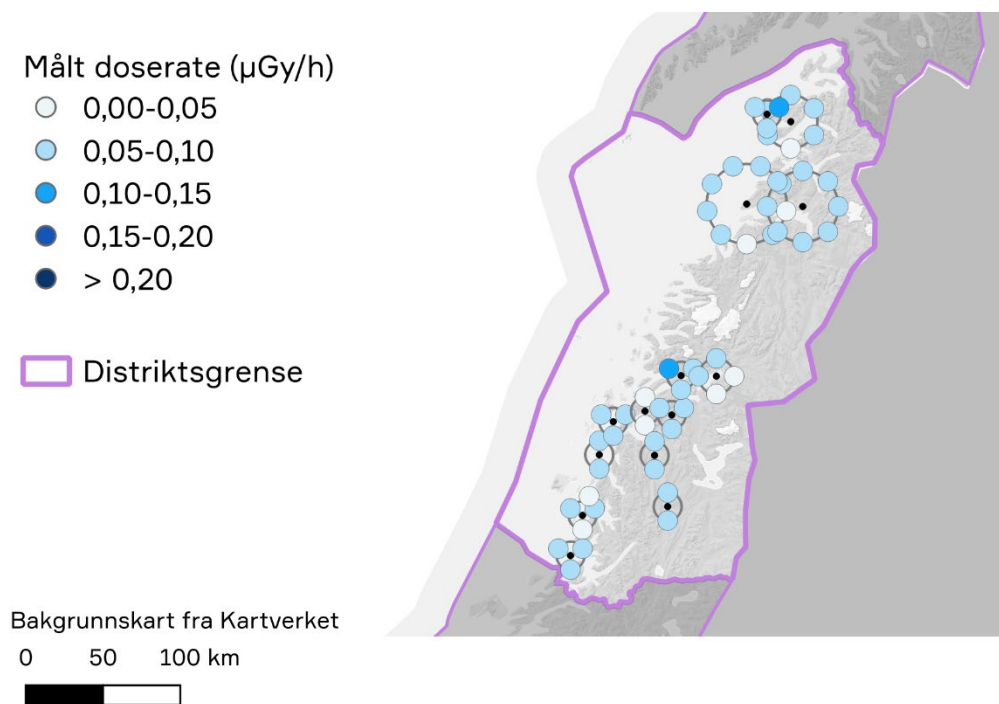 Målt doserate (µGy/h)
0,00-0,05
0,05-0,10
0,10-0,15
0,15-0,20
> 0,20
Distriktsgrense
Bakgrunnskart fra Kartverket
0 50 100 km